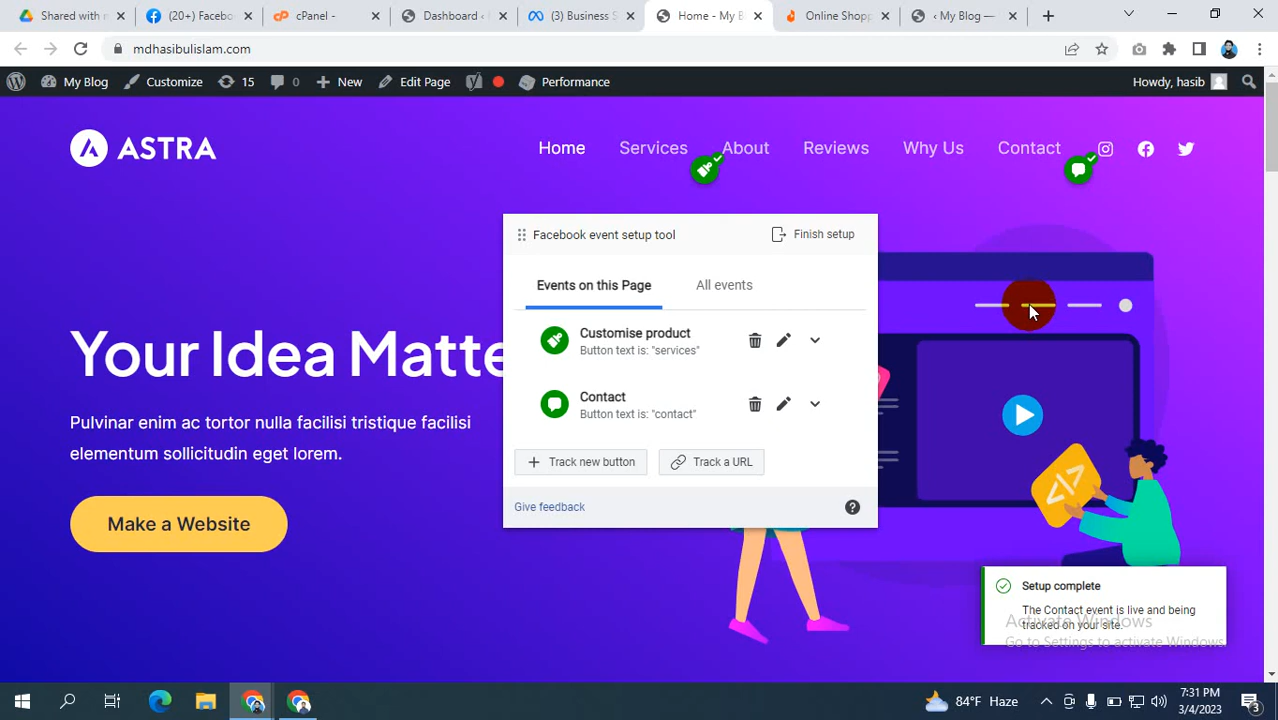 Shared with m
(20+) Facebo
cPanel -
Dashboard ‹
(3) Business S
Home - My B
Online Shopp
‹ My Blog —
mdhasibulislam.com
My Blog
Customize
15
0
New
Edit Page
Performance
Howdy, hasib
ASTRA
Home
Services
About
Reviews
Why Us
Contact
Facebook event setup tool
Finish setup
Events on this Page
All events
Customise product
Button text is: "services"
Contact
Button text is: "contact"
Track new button
Track a URL
Give feedback
Your Idea Matte
Pulvinar enim ac tortor nulla facilisi tristique facilisi
elementum sollicitudin eget lorem.
Make a Website
Setup complete
The Contact event is live and being
tracked on your site.
Activate Windows
Go to Settings to activate Windows.
84°F Haze
7:31 PM
3/4/2023
3